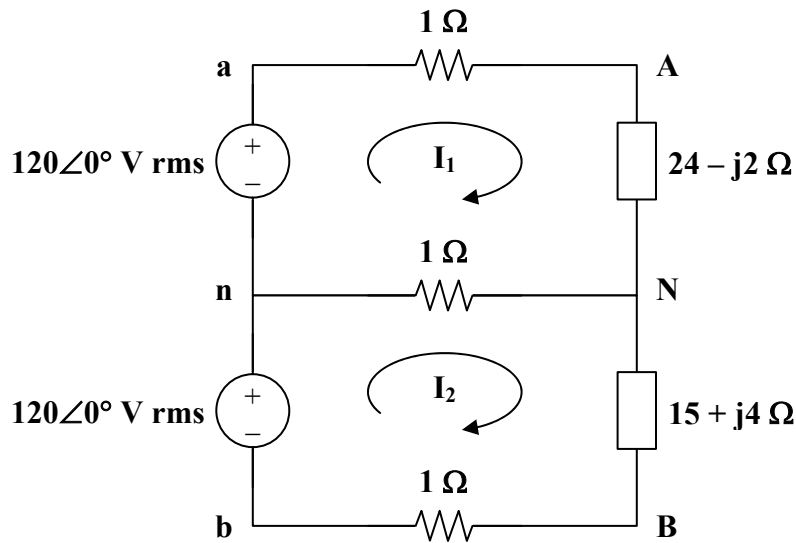 1 Ω
a
A
120∠0° V rms
+
–
I₁
24 – j2 Ω
1 Ω
n
N
120∠0° V rms
+
–
I₂
15 + j4 Ω
1 Ω
b
B